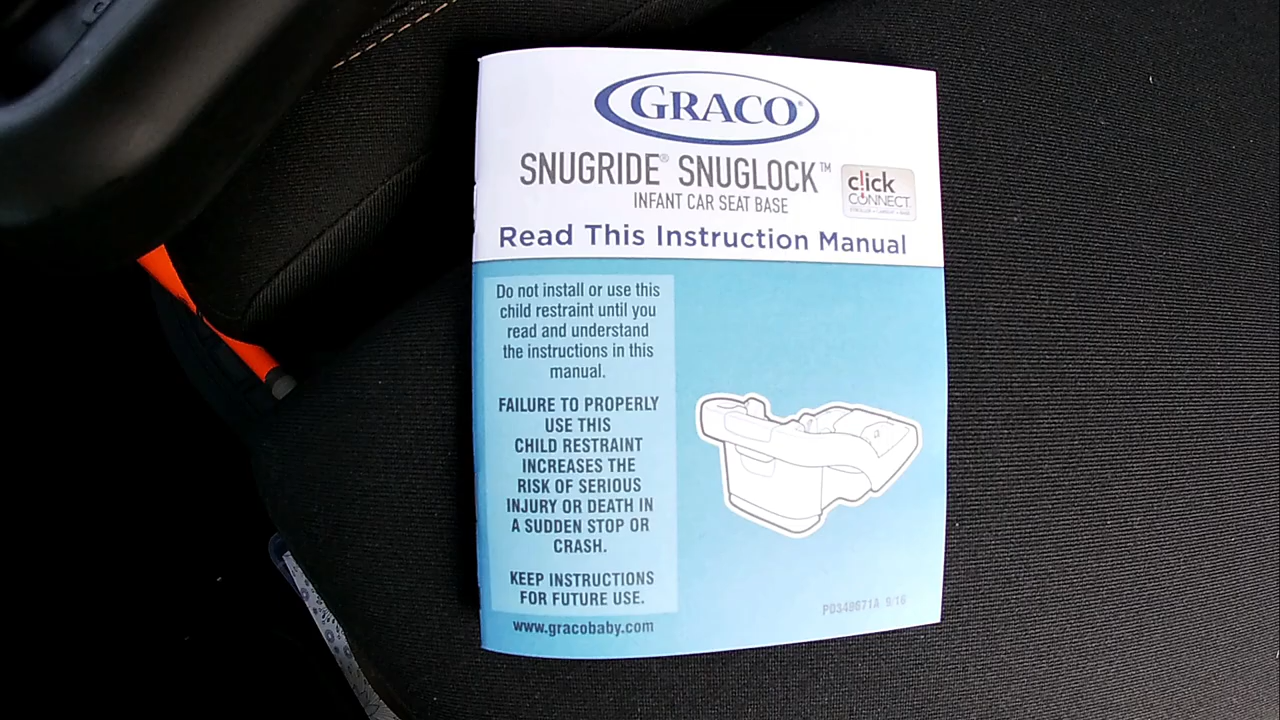 GRACO®
SNUGRIDE® SNUGLOCK™
INFANT CAR SEAT BASE
click
CONNECT
Read This Instruction Manual
Do not install or use this
child restraint until you
read and understand
the instructions in this
manual.
FAILURE TO PROPERLY
USE THIS
CHILD RESTRAINT
INCREASES THE
RISK OF SERIOUS
INJURY OR DEATH IN
A SUDDEN STOP OR
CRASH.
KEEP INSTRUCTIONS
FOR FUTURE USE.
www.gracobaby.com
9/16